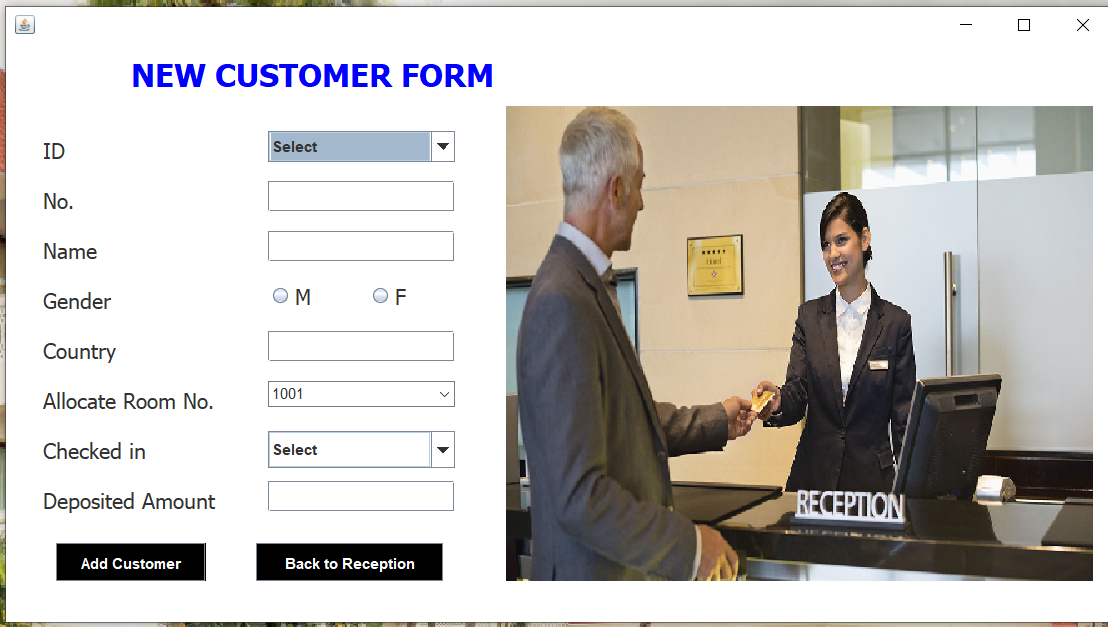 NEW CUSTOMER FORM
ID
Select
No.
Name
Gender
M
F
Country
Allocate Room No.
1001
Checked in
Select
Deposited Amount
Add Customer
Back to Reception
RECEPTION